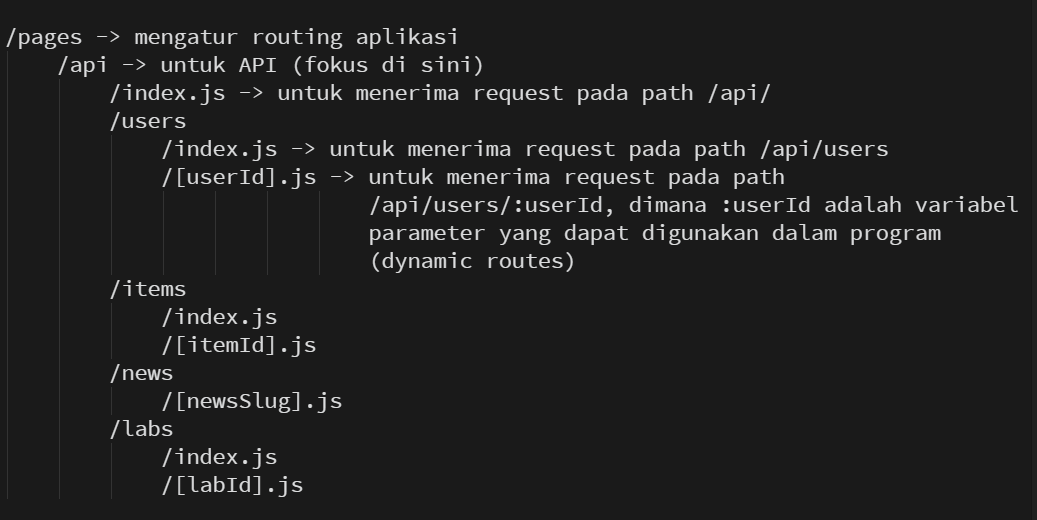 /pages -> mengatur routing aplikasi
/api -> untuk API (fokus di sini)
/index.js -> untuk menerima request pada path /api/
/users
/index.js -> untuk menerima request pada path /api/users
/[userId].js -> untuk menerima request pada path
/api/users/:userId, dimana :userId adalah variabel
parameter yang dapat digunakan dalam program
(dynamic routes)
/items
/index.js
/[itemId].js
/news
/[newsSlug].js
/labs
/index.js
/[labId].js